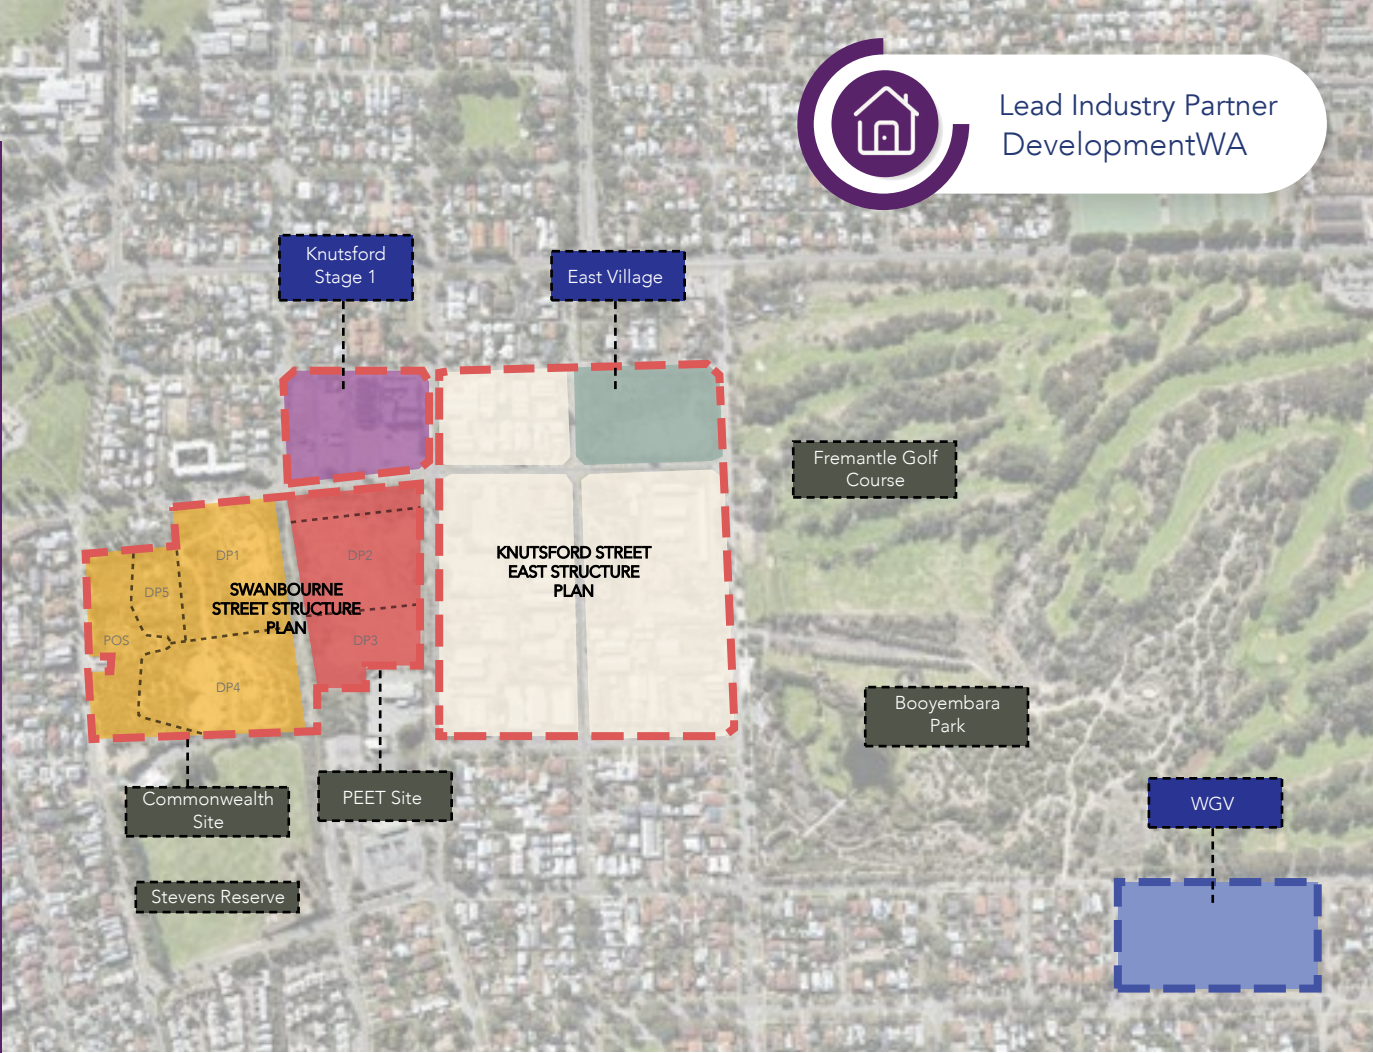 Lead Industry Partner
DevelopmentWA
Knutsford
Stage 1
East Village
Fremantle Golf
Course
KNUTSFORD STREET
EAST STRUCTURE
PLAN
DP1
DP2
DP5
SWANBOURNE
STREET STRUCTURE
PLAN
POS
DP3
DP4
Booyembara
Park
Commonwealth
Site
PEET Site
WGV
Stevens Reserve